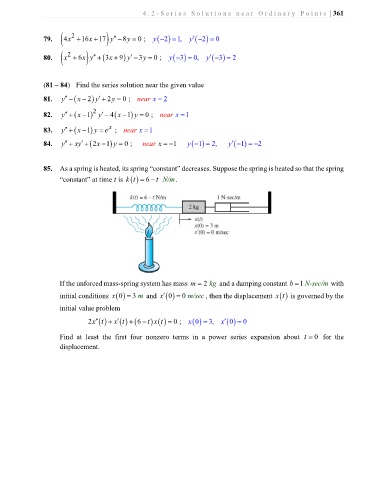 4.2-Series Solutions near Ordinary Points | 361
79. (4x² + 16x + 17) y″ − 8y = 0 ; y(−2) = 1, y′(−2) = 0
80. (x² + 6x) y″ + (3x + 9) y′ − 3y = 0 ; y(−3) = 0, y′(−3) = 2
(81 – 84) Find the series solution near the given value
81. y″ − (x − 2) y′ + 2y = 0 ; near x = 2
82. y″ + (x − 1)² y′ − 4(x − 1) y = 0 ; near x = 1
83. y″ + (x − 1) y = eˣ ; near x = 1
84. y″ + xy′ + (2x − 1) y = 0 ; near x = −1 y(−1) = 2, y′(−1) = −2
85. As a spring is heated, its spring “constant” decreases. Suppose the spring is heated so that the spring
“constant” at time t is k(t) = 6 − t N/m.
k(t) = 6 − t N/m
1 N-sec/m
2 kg
x(t)
x(0) = 3 m
x′(0) = 0 m/sec
If the unforced mass-spring system has mass m = 2 kg and a damping constant b = 1 N-sec/m with
initial conditions x(0) = 3 m and x′(0) = 0 m/sec, then the displacement x(t) is governed by the
initial value problem
2x″(t) + x′(t) + (6 − t) x(t) = 0 ; x(0) = 3, x′(0) = 0
Find at least the first four nonzero terms in a power series expansion about t = 0 for the
displacement.